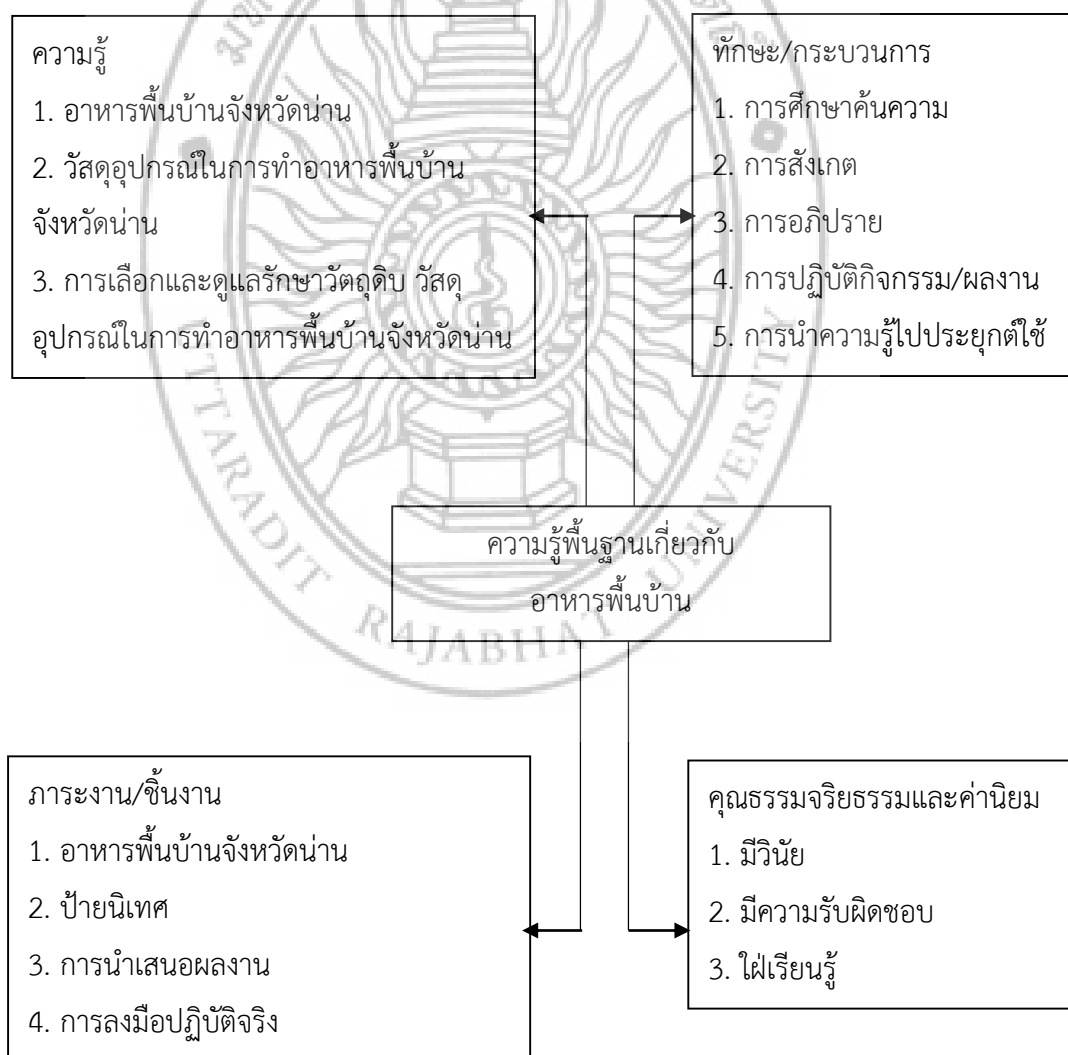 ความรู้
1. อาหารพื้นบ้านจังหวัดน่าน
2. วัสดุอุปกรณ์ในการทำอาหารพื้นบ้าน
จังหวัดน่าน
3. การเลือกและดูแลรักษาวัตถุดิบ วัสดุ
อุปกรณ์ในการทำอาหารพื้นบ้านจังหวัดน่าน
ทักษะ/กระบวนการ
1. การศึกษาค้นความ
2. การสังเกต
3. การอภิปราย
4. การปฏิบัติกิจกรรม/ผลงาน
5. การนำความรู้ไปประยุกต์ใช้
ความรู้พื้นฐานเกี่ยวกับ
อาหารพื้นบ้าน
ภาระงาน/ชิ้นงาน
1. อาหารพื้นบ้านจังหวัดน่าน
2. ป้ายนิเทศ
3. การนำเสนอผลงาน
4. การลงมือปฏิบัติจริง
คุณธรรมจริยธรรมและค่านิยม
1. มีวินัย
2. มีความรับผิดชอบ
3. ใฝ่เรียนรู้
RAJABHAT UNIVERSITY